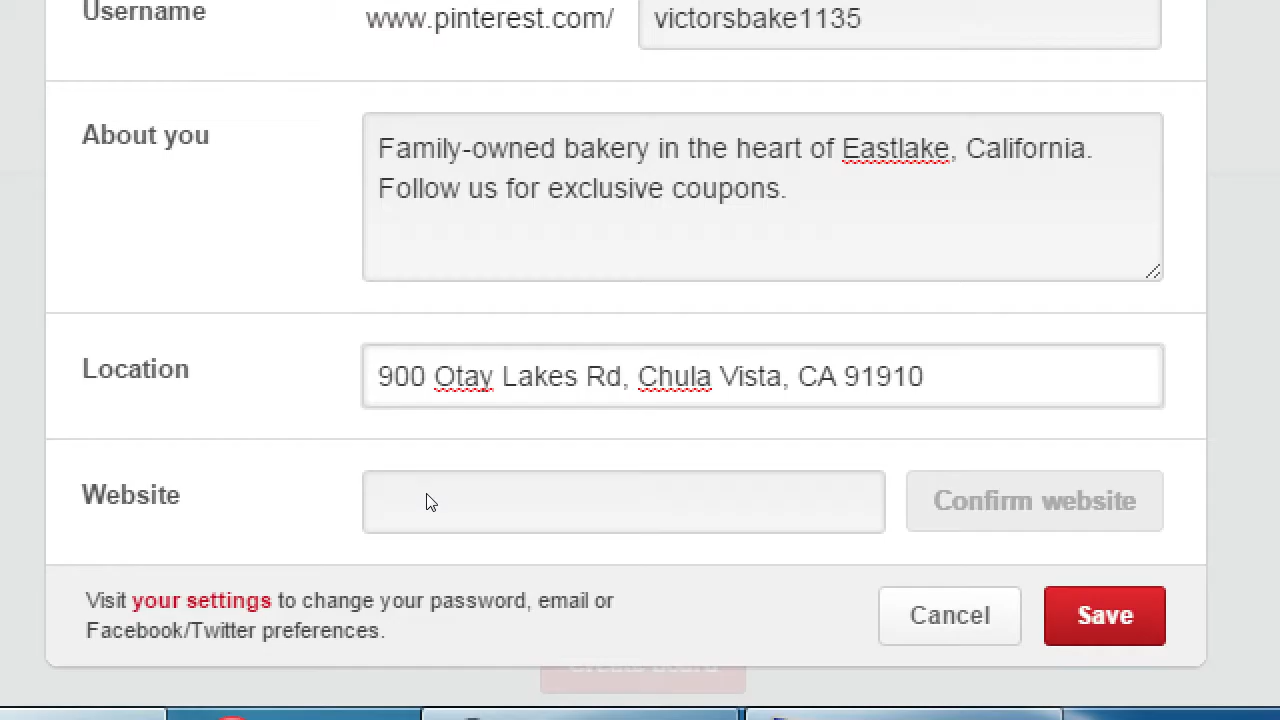 Username
www.pinterest.com/
victorsbake1135
About you
Family-owned bakery in the heart of Eastlake, California.
Follow us for exclusive coupons.
Location
900 Otay Lakes Rd, Chula Vista, CA 91910
Website
Confirm website
Visit your settings to change your password, email or
Facebook/Twitter preferences.
Cancel
Save
Create board